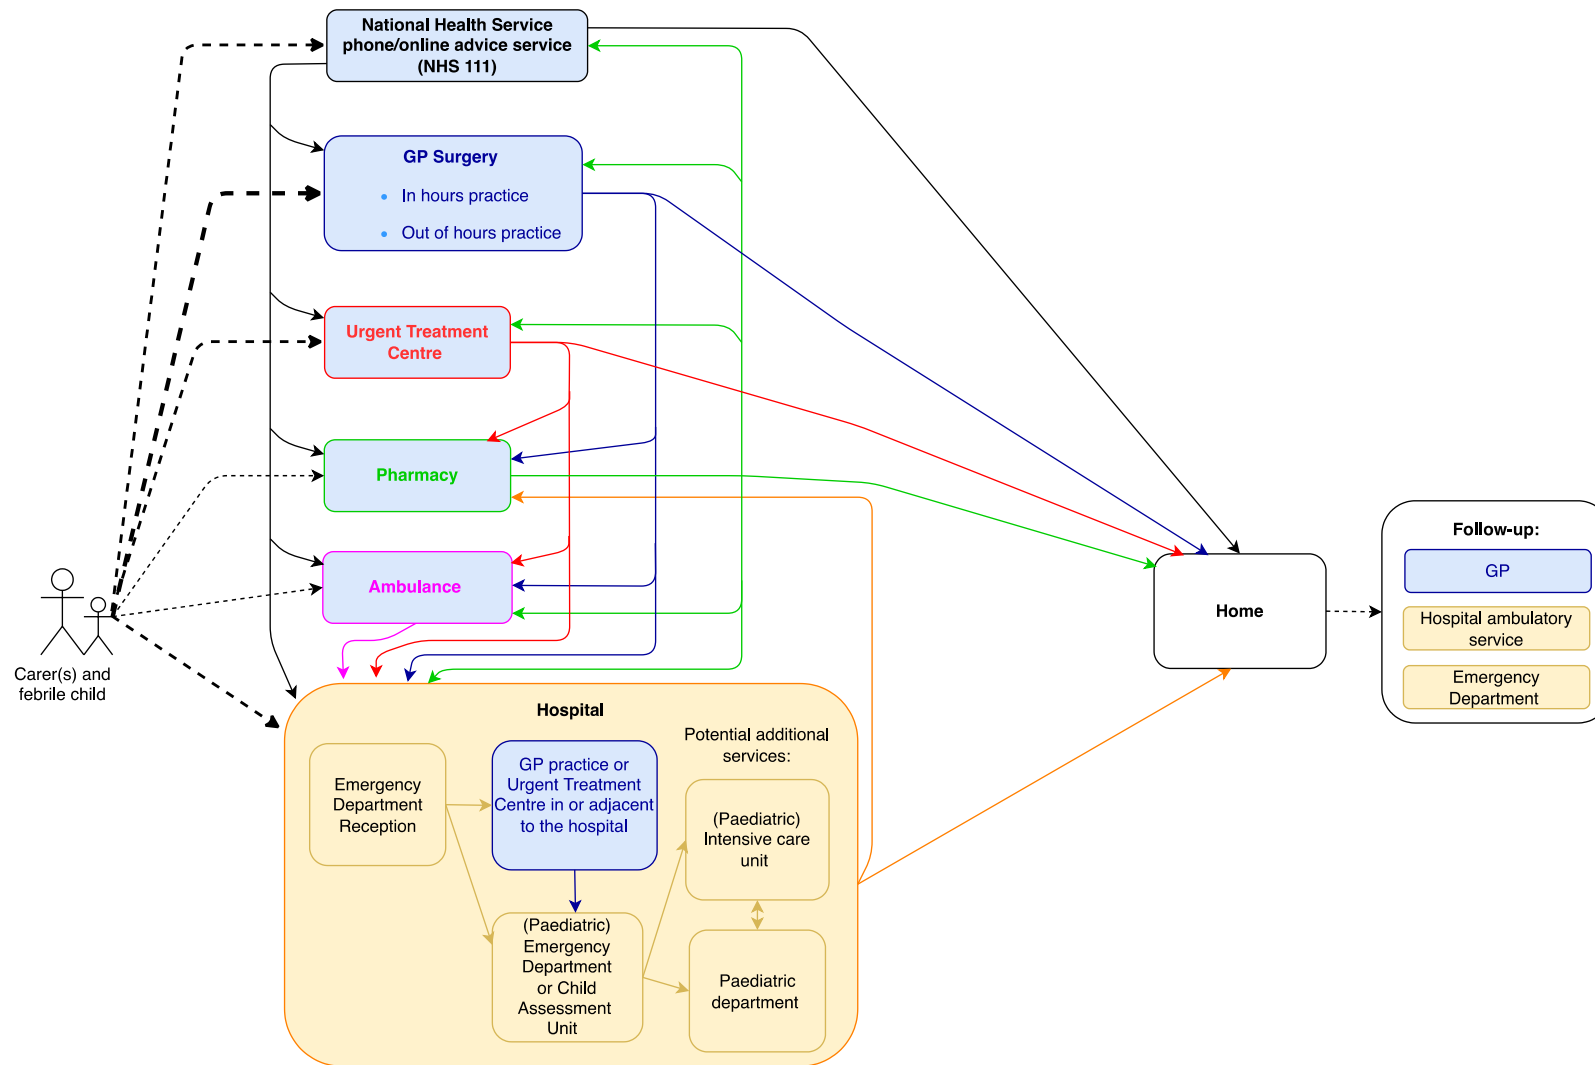 National Health Service
phone/online advice service
(NHS 111)
GP Surgery
In hours practice
Out of hours practice
Urgent Treatment
Centre
Pharmacy
Ambulance
Carer(s) and
febrile child
Home
Follow-up:
GP
Hospital ambulatory
service
Emergency
Department
Hospital
Emergency
Department
Reception
GP practice or
Urgent Treatment
Centre in or adjacent
to the hospital
(Paediatric)
Emergency
Department
or Child
Assessment
Unit
Potential additional
services:
(Paediatric)
Intensive care
unit
Paediatric
department